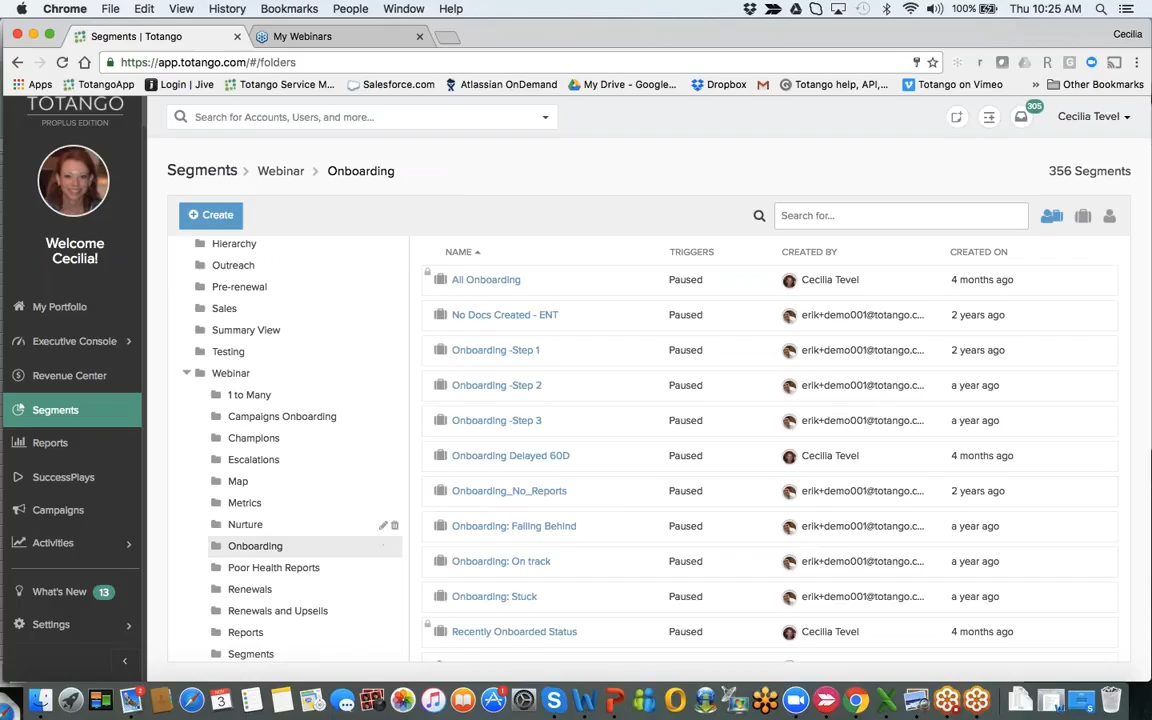 Chrome File Edit View History Bookmarks People Window Help 100% Thu 10:25 AM
Segments | Totango
My Webinars
Cecilia
https://app.totango.com/#/folders
Apps TotangoApp Login | Jive Totango Service M... Salesforce.com Atlassian OnDemand My Drive - Google... Dropbox Totango help, API,... Totango on Vimeo » Other Bookmarks
TOTANGO
PROPLUS EDITION
Search for Accounts, Users, and more...
305
Cecilia Tevel
Welcome
Cecilia!
My Portfolio
Executive Console
Revenue Center
Segments
Reports
SuccessPlays
Campaigns
Activities
What's New 13
Settings
Segments > Webinar > Onboarding
356 Segments
Create
Search for...
Hierarchy
Outreach
Pre-renewal
Sales
Summary View
Testing
Webinar
1 to Many
Campaigns Onboarding
Champions
Escalations
Map
Metrics
Nurture
Onboarding
Poor Health Reports
Renewals
Renewals and Upsells
Reports
Segments
NAME TRIGGERS CREATED BY CREATED ON
All Onboarding Paused Cecilia Tevel 4 months ago
No Docs Created - ENT Paused erik+demo001@totango.c... 2 years ago
Onboarding -Step 1 Paused erik+demo001@totango.c... 2 years ago
Onboarding -Step 2 Paused erik+demo001@totango.c... a year ago
Onboarding -Step 3 Paused erik+demo001@totango.c... a year ago
Onboarding Delayed 60D Paused Cecilia Tevel 4 months ago
Onboarding_No_Reports Paused erik+demo001@totango.c... 2 years ago
Onboarding: Falling Behind Paused erik+demo001@totango.c... a year ago
Onboarding: On track Paused erik+demo001@totango.c... a year ago
Onboarding: Stuck Paused erik+demo001@totango.c... a year ago
Recently Onboarded Status Paused Cecilia Tevel 4 months ago